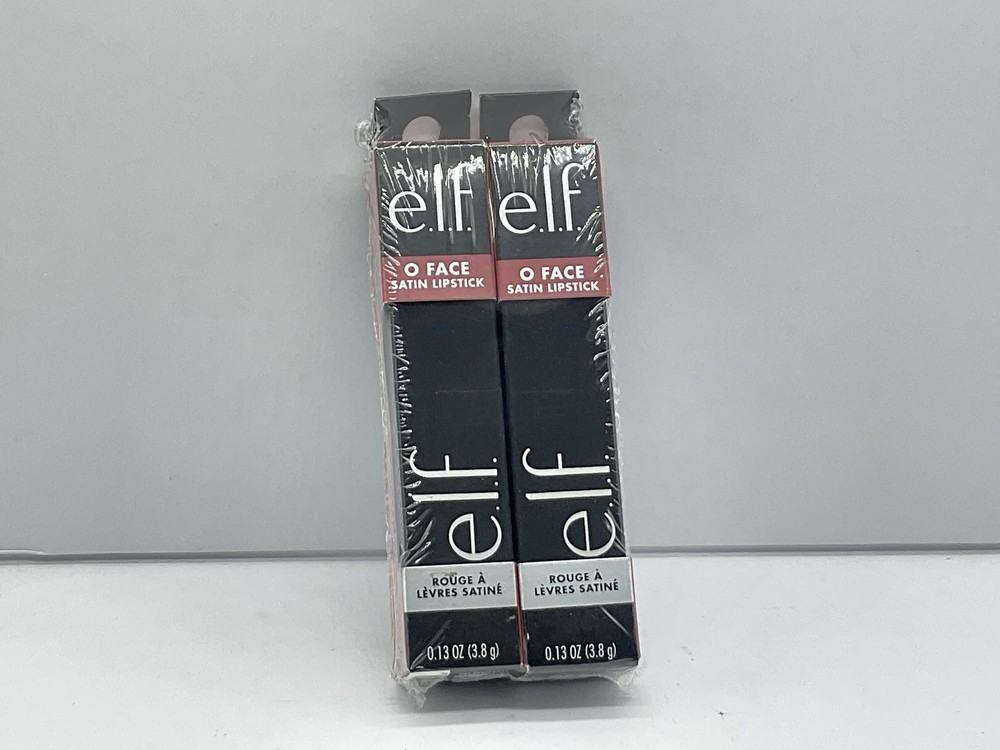 e.l.f.
O FACE
SATIN LIPSTICK
e.l.f.
ROUGE À
LÈVRES SATINÉ
0.13 OZ (3.8 g)
e.l.f.
O FACE
SATIN LIPSTICK
e.l.f.
ROUGE À
LÈVRES SATINÉ
0.13 OZ (3.8 g)